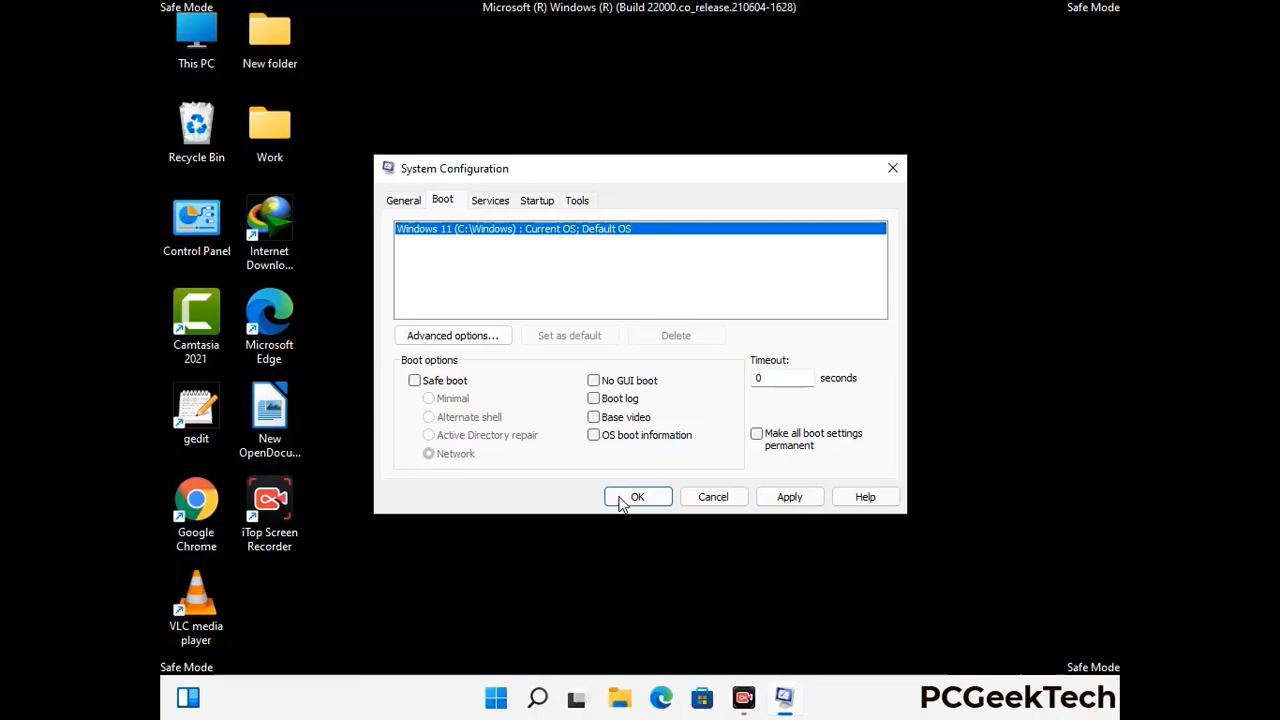 Safe Mode
Microsoft (R) Windows (R) (Build 22000.co_release.210604-1628)
Safe Mode
This PC
New folder
Recycle Bin
Work
Control Panel
Internet
Downlo...
Camtasia
2021
Microsoft
Edge
gedit
New
OpenDocu...
Google
Chrome
iTop Screen
Recorder
VLC media
player
System Configuration
General
Boot
Services
Startup
Tools
Windows 11 (C:\Windows) : Current OS; Default OS
Advanced options...
Set as default
Delete
Boot options
Safe boot
Minimal
Alternate shell
Active Directory repair
Network
No GUI boot
Boot log
Base video
OS boot information
Timeout:
0 seconds
Make all boot settings
permanent
OK
Cancel
Apply
Help
Safe Mode
Safe Mode
PCGeekTech